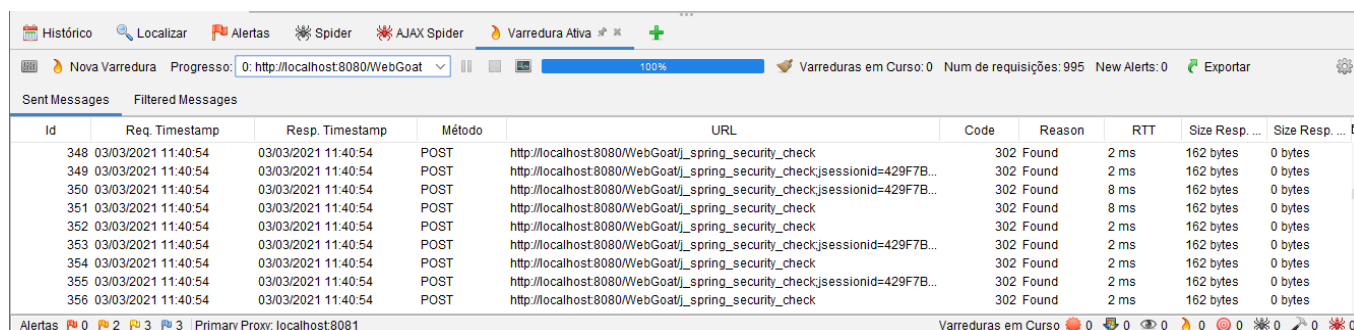 Histórico Localizar Alertas Spider AJAX Spider Varredura Ativa
Nova Varredura Progresso: 0: http://localhost:8080/WebGoat 100% Varreduras em Curso: 0 Num de requisições: 995 New Alerts: 0 Exportar
Sent Messages Filtered Messages
Id Req. Timestamp Resp. Timestamp Método URL Code Reason RTT Size Resp. ... Size Resp. ...
348 03/03/2021 11:40:54 03/03/2021 11:40:54 POST http://localhost:8080/WebGoat/j_spring_security_check 302 Found 2 ms 162 bytes 0 bytes
349 03/03/2021 11:40:54 03/03/2021 11:40:54 POST http://localhost:8080/WebGoat/j_spring_security_check;jsessionid=429F7B... 302 Found 2 ms 162 bytes 0 bytes
350 03/03/2021 11:40:54 03/03/2021 11:40:54 POST http://localhost:8080/WebGoat/j_spring_security_check;jsessionid=429F7B... 302 Found 8 ms 162 bytes 0 bytes
351 03/03/2021 11:40:54 03/03/2021 11:40:54 POST http://localhost:8080/WebGoat/j_spring_security_check 302 Found 8 ms 162 bytes 0 bytes
352 03/03/2021 11:40:54 03/03/2021 11:40:54 POST http://localhost:8080/WebGoat/j_spring_security_check 302 Found 2 ms 162 bytes 0 bytes
353 03/03/2021 11:40:54 03/03/2021 11:40:54 POST http://localhost:8080/WebGoat/j_spring_security_check;jsessionid=429F7B... 302 Found 2 ms 162 bytes 0 bytes
354 03/03/2021 11:40:54 03/03/2021 11:40:54 POST http://localhost:8080/WebGoat/j_spring_security_check 302 Found 2 ms 162 bytes 0 bytes
355 03/03/2021 11:40:54 03/03/2021 11:40:54 POST http://localhost:8080/WebGoat/j_spring_security_check;jsessionid=429F7B... 302 Found 2 ms 162 bytes 0 bytes
356 03/03/2021 11:40:54 03/03/2021 11:40:54 POST http://localhost:8080/WebGoat/j_spring_security_check 302 Found 2 ms 162 bytes 0 bytes
Alertas 0 2 3 3 Primary Proxy: localhost:8081 Varreduras em Curso 0 0 0 0 0 0 0 0